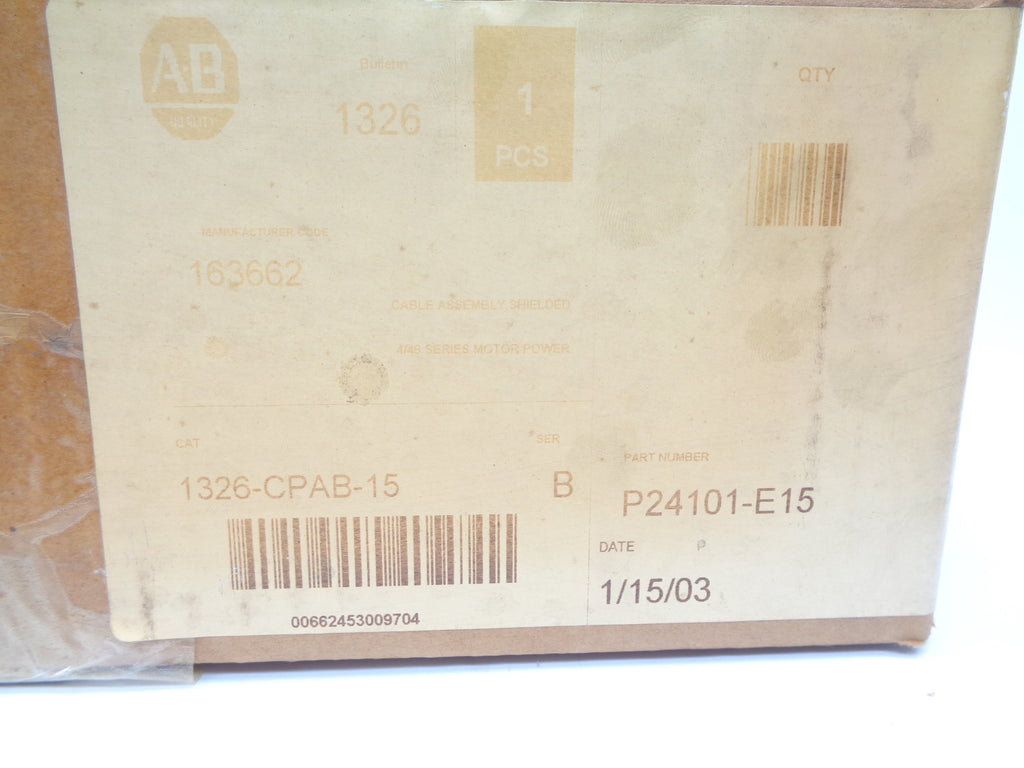 AB
QUALITY
Bulletin
1326
1
PCS
QTY
MANUFACTURER CODE
163662
CABLE ASSEMBLY SHIELDED
4/48 SERIES MOTOR POWER
CAT
SER
1326-CPAB-15
B
00662453009704
PART NUMBER
P24101-E15
DATE
P
1/15/03